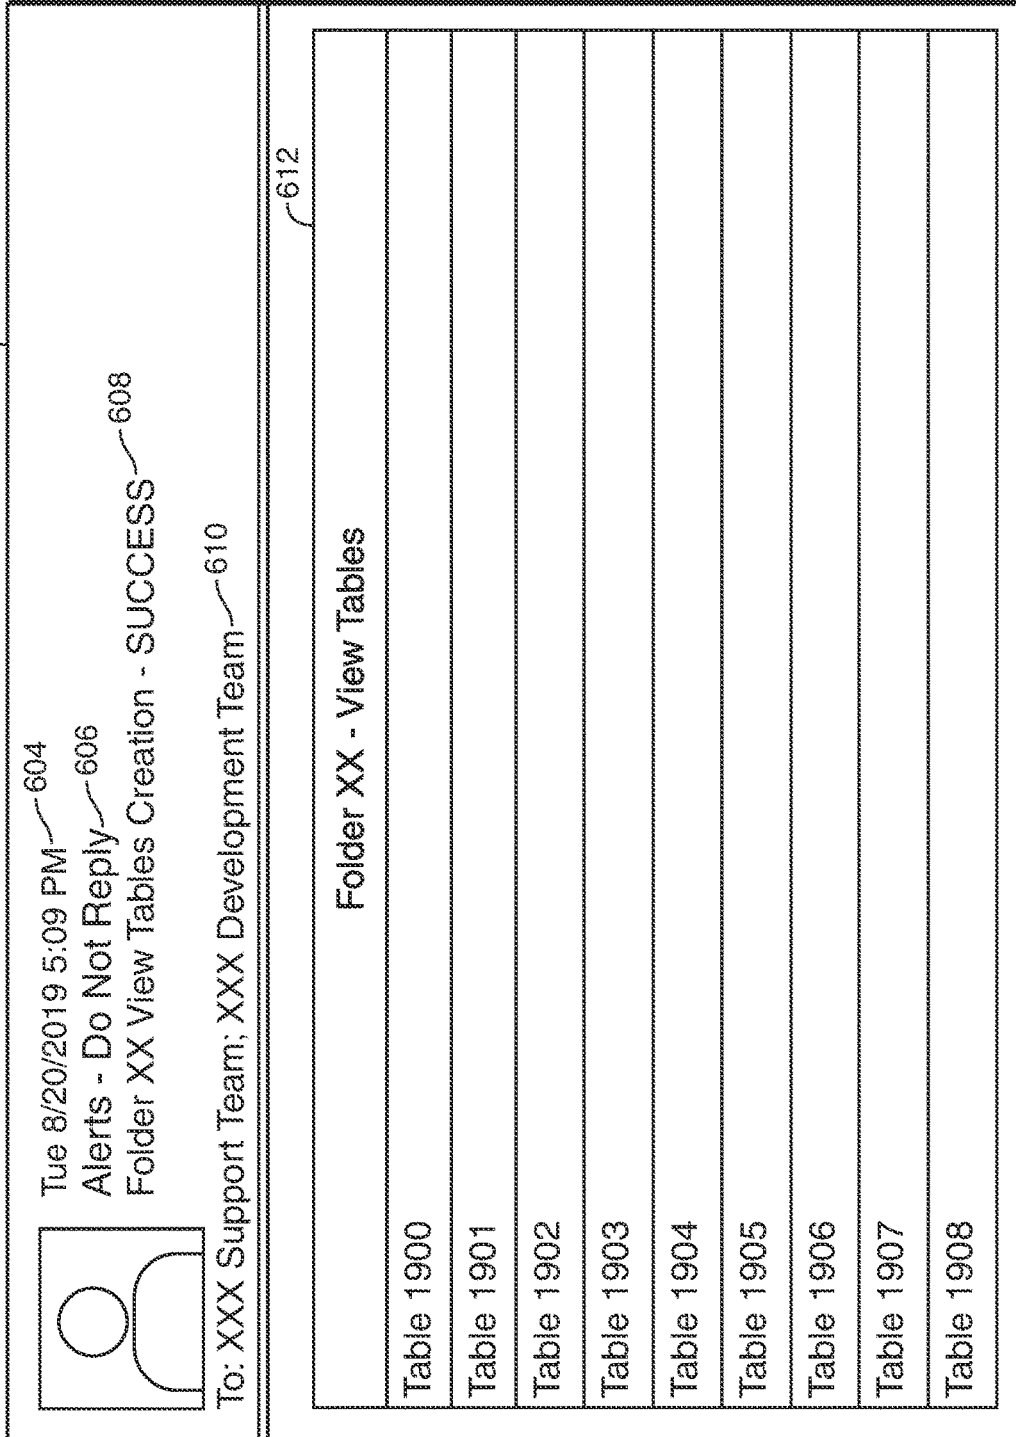 Tue 8/20/2019 5:09 PM 604
Alerts - Do Not Reply 606
Folder XX View Tables Creation - SUCCESS 608
To: XXX Support Team; XXX Development Team 610
612
Folder XX - View Tables
Table 1900
Table 1901
Table 1902
Table 1903
Table 1904
Table 1905
Table 1906
Table 1907
Table 1908